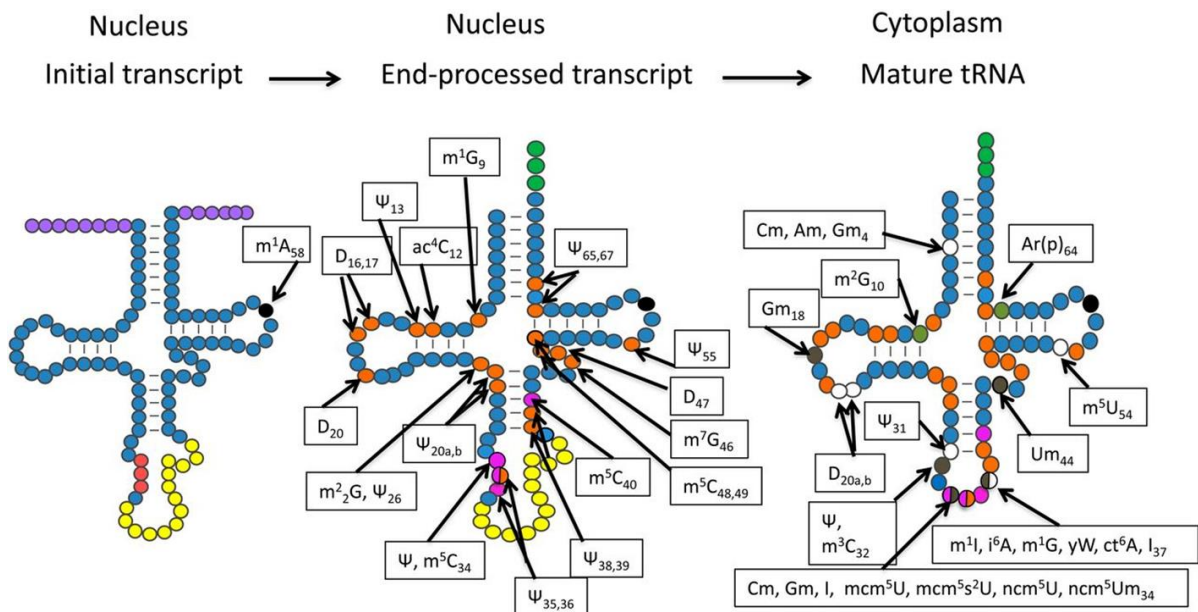 Nucleus
Initial transcript
Nucleus
End-processed transcript
Cytoplasm
Mature tRNA
m¹A₅₈
m¹G₉
Ψ₁₃
D₁₆,₁₇
ac⁴C₁₂
Ψ₆₅,₆₇
Ψ₅₅
D₄₇
D₂₀
Ψ₂₀ₐ,b
m⁷G₄₆
m²₂G, Ψ₂₆
m⁵C₄₀
m⁵C₄₈,₄₉
Ψ, m⁵C₃₄
Ψ₃₈,₃₉
Ψ₃₅,₃₆
Cm, Am, Gm₄
Ar(p)₆₄
m²G₁₀
Gm₁₈
m⁵U₅₄
Ψ₃₁
Um₄₄
D₂₀ₐ,b
Ψ,
m³C₃₂
m¹I, i⁶A, m¹G, yW, ct⁶A, I₃₇
Cm, Gm, I, mcm⁵U, mcm⁵s²U, ncm⁵U, ncm⁵Um₃₄